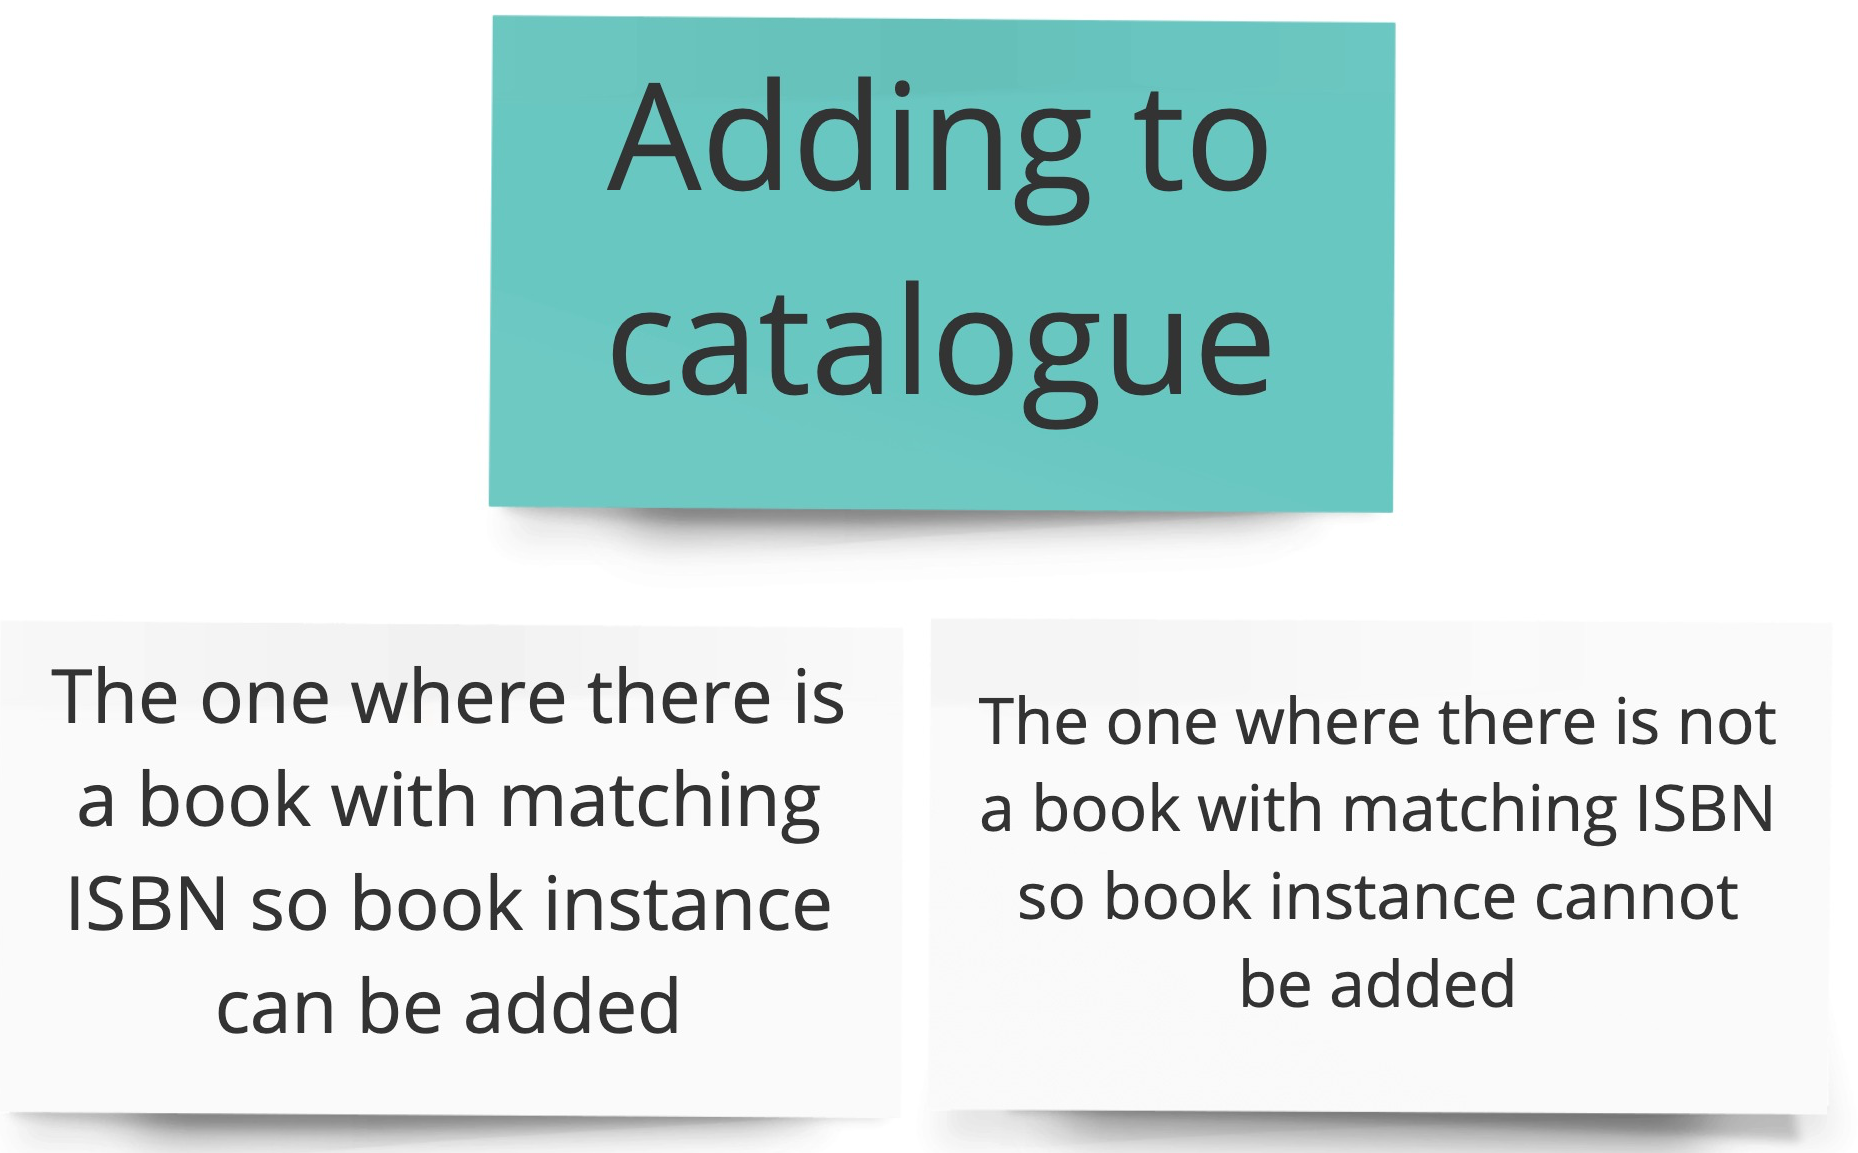 Adding to
catalogue
The one where there is
a book with matching
ISBN so book instance
can be added
The one where there is not
a book with matching ISBN
so book instance cannot
be added